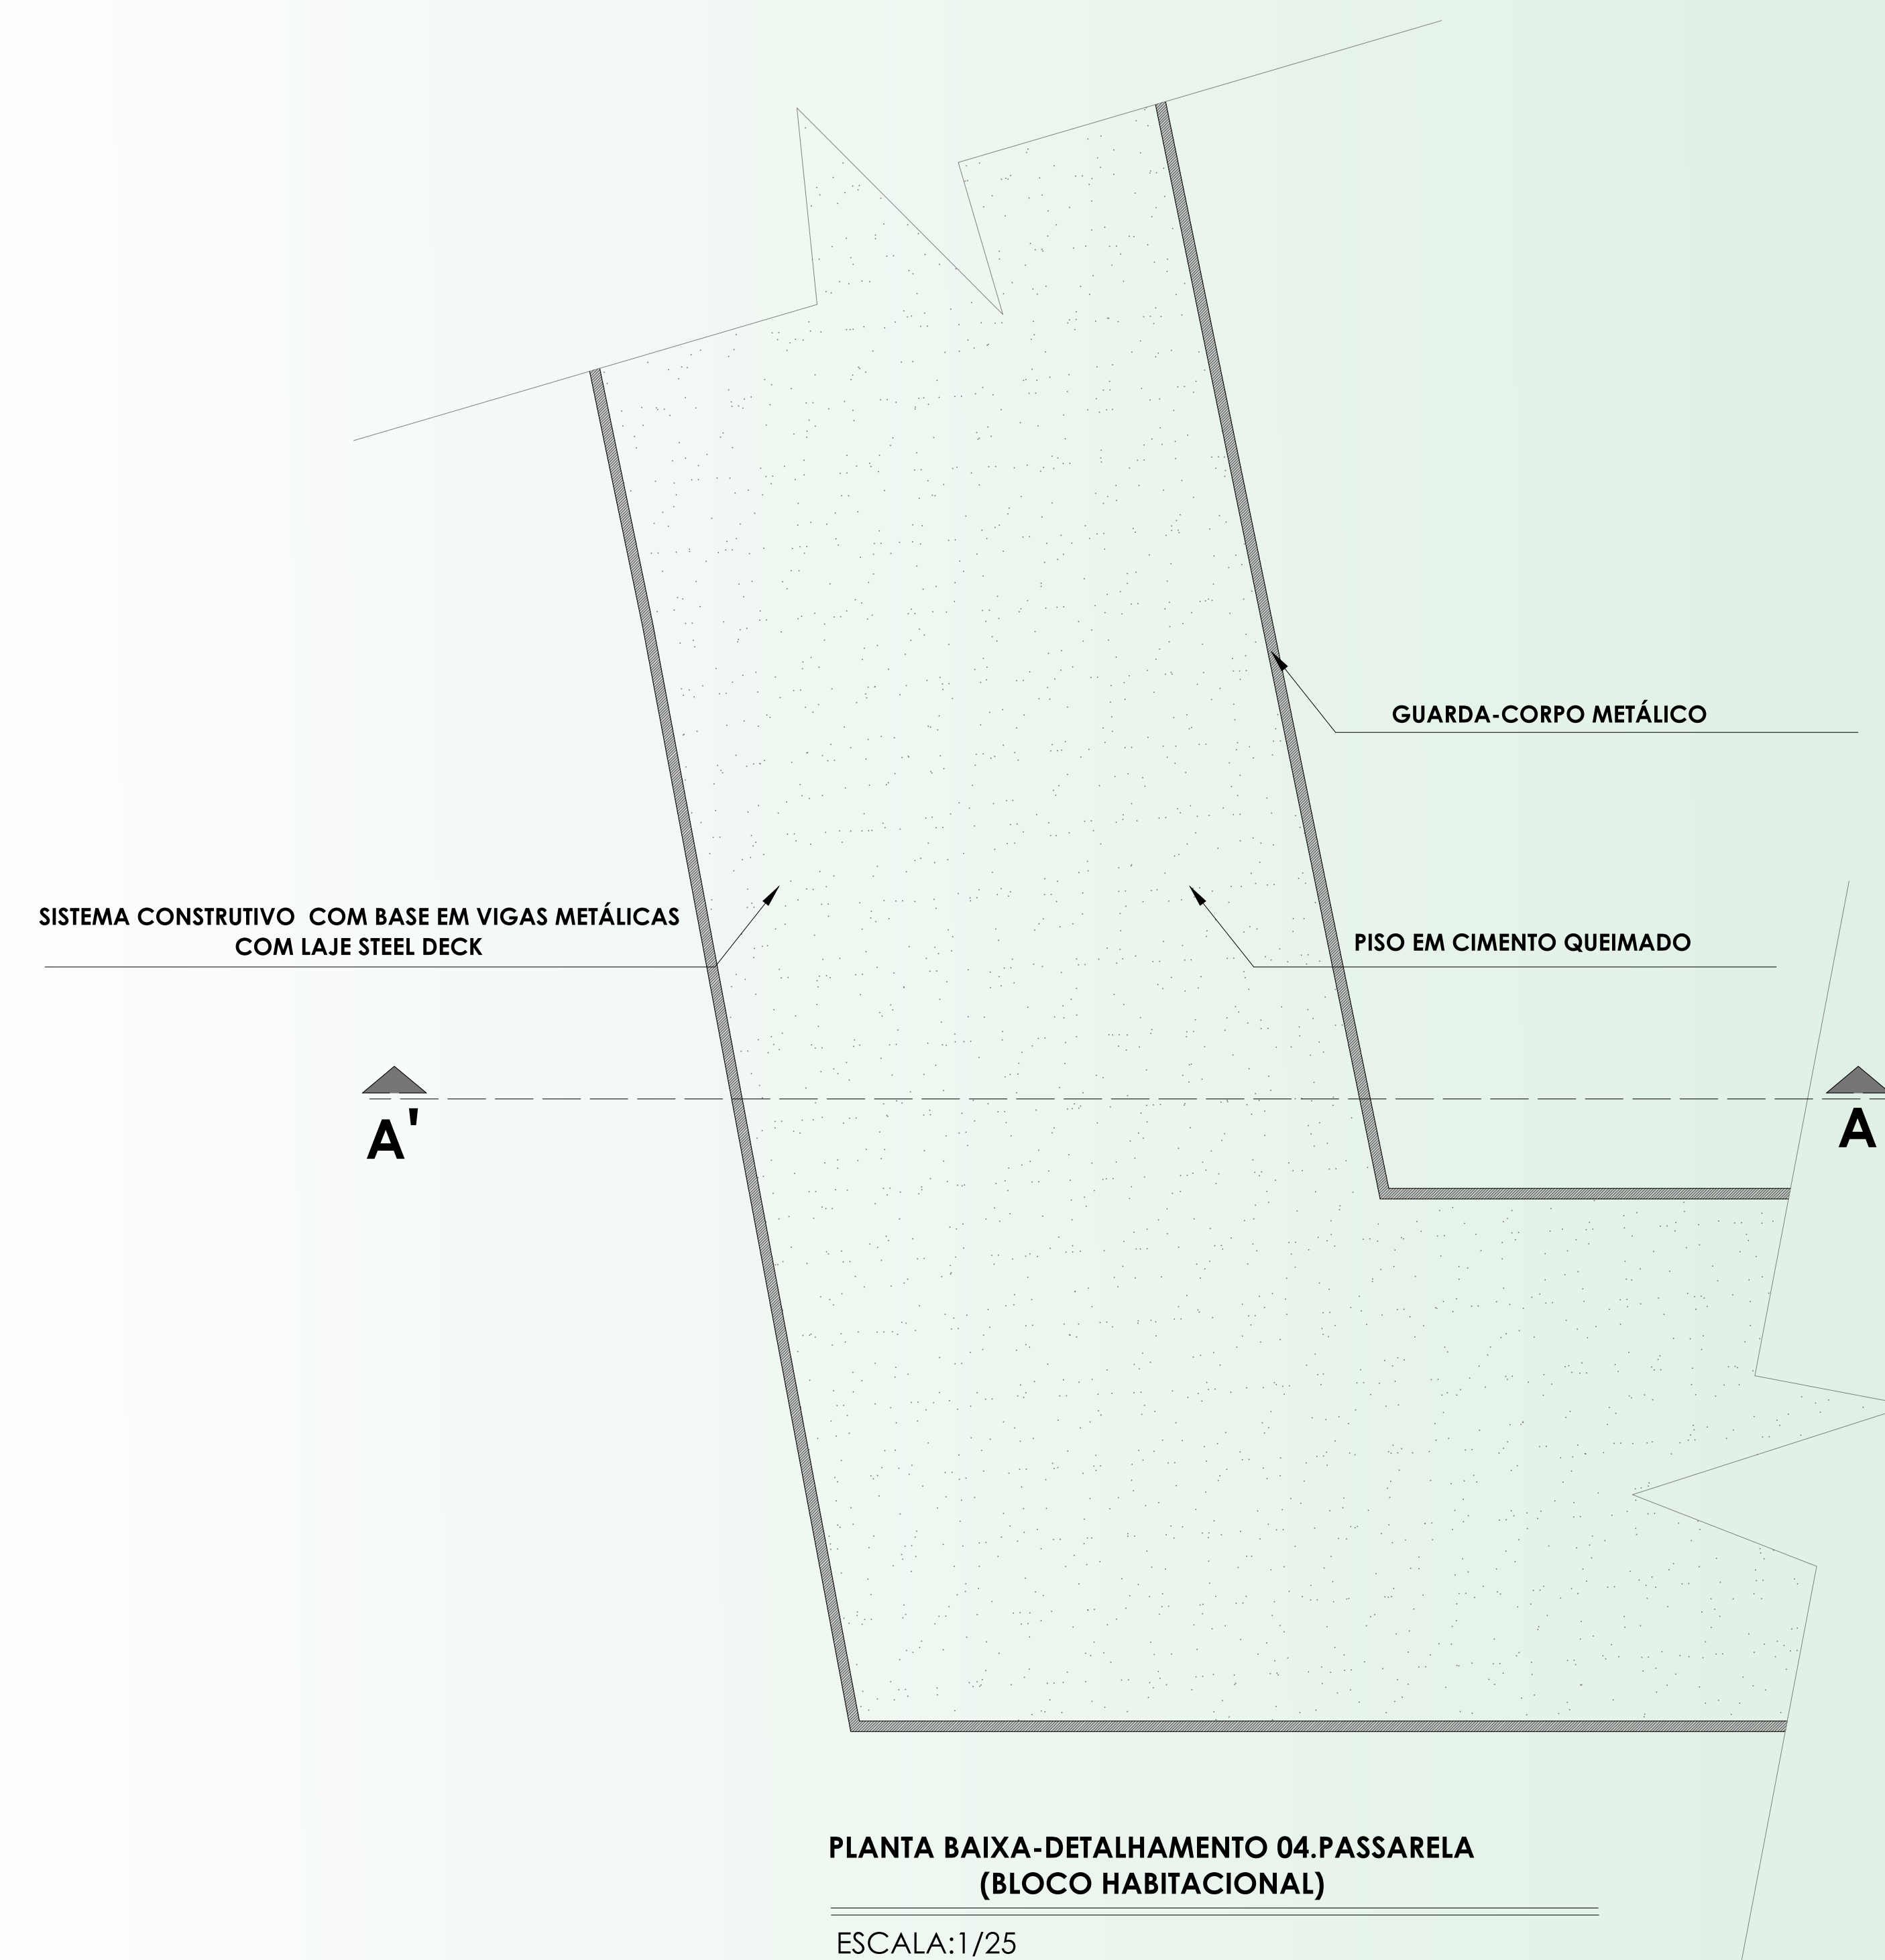 GUARDA-CORPO METÁLICO
SISTEMA CONSTRUTIVO COM BASE EM VIGAS METÁLICAS
COM LAJE STEEL DECK
PISO EM CIMENTO QUEIMADO
A'
A
PLANTA BAIXA-DETALHAMENTO 04.PASSARELA
(BLOCO HABITACIONAL)
ESCALA:1/25